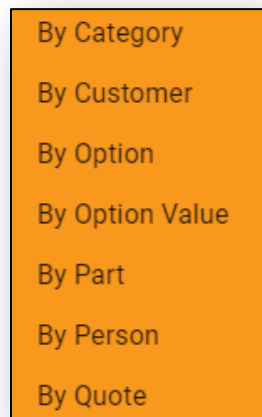 By Category
By Customer
By Option
By Option Value
By Part
By Person
By Quote